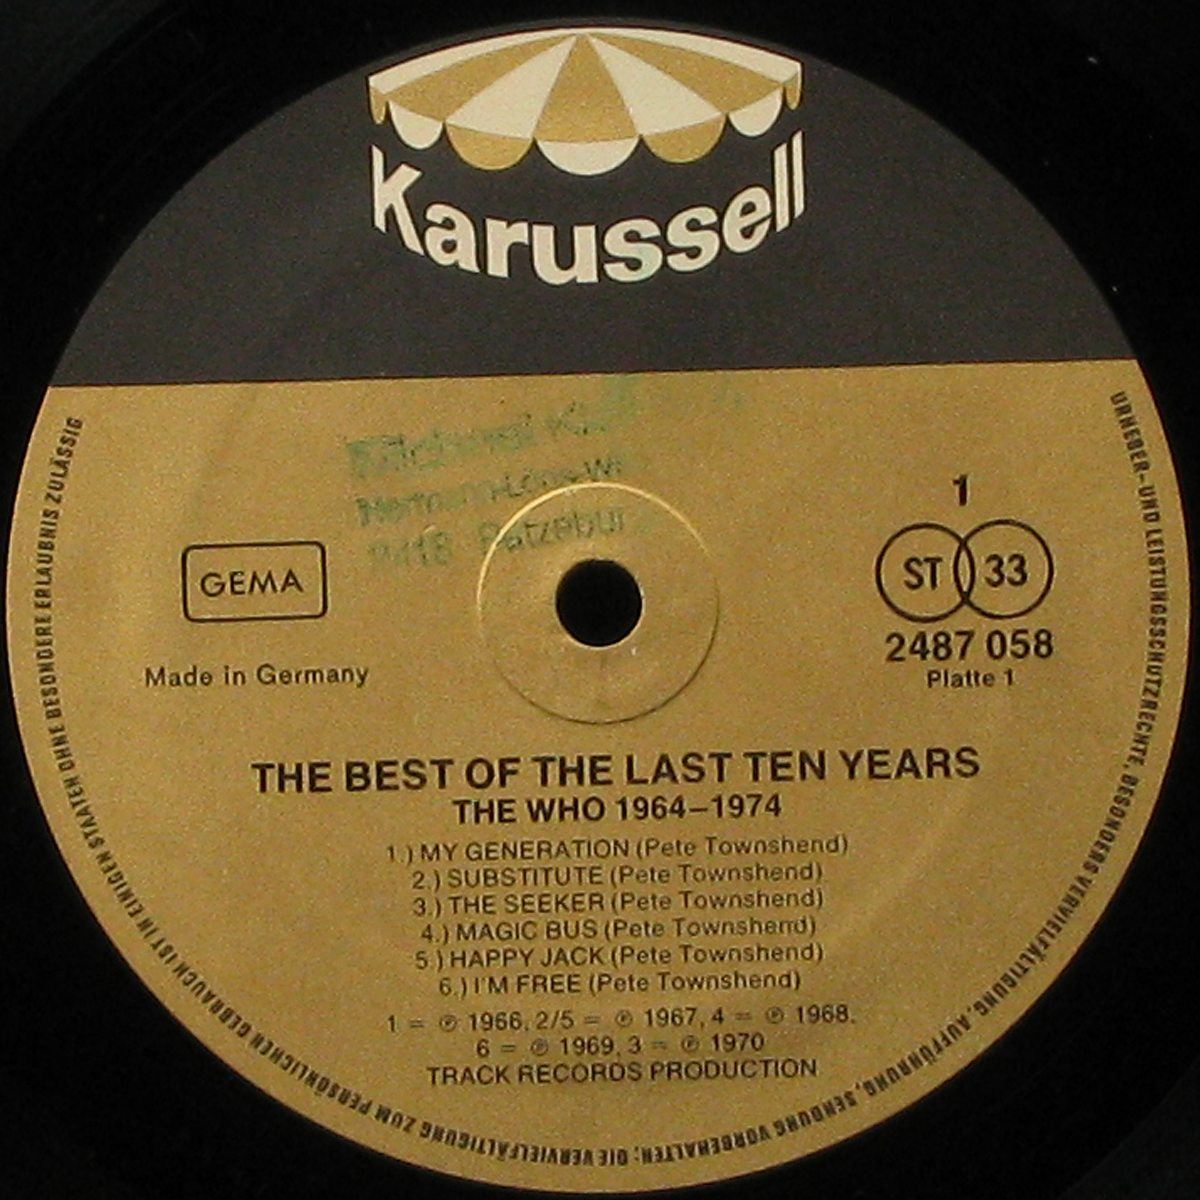 Karussell
1
ST 33
2487 058
Platte 1
GEMA
Made in Germany
THE BEST OF THE LAST TEN YEARS
THE WHO 1964–1974
1.) MY GENERATION (Pete Townshend)
2.) SUBSTITUTE (Pete Townshend)
3.) THE SEEKER (Pete Townshend)
4.) MAGIC BUS (Pete Townshend)
5.) HAPPY JACK (Pete Townshend)
6.) I'M FREE (Pete Townshend)
1 = ℗ 1966, 2/5 = ℗ 1967, 4 = ℗ 1968,
6 = ℗ 1969, 3 = ℗ 1970
TRACK RECORDS PRODUCTION
URHEBER-UND LEISTUNGSSCHUTZRECHTE, BESONDERS VERVIELFÄLTIGUNG, AUFFÜHRUNG, SENDUNG VORBEHALTEN; DIE VERVIELFÄLTIGUNG ZUM PERSÖNLICHEN GEBRAUCH IST IN EINIGEN STAATEN OHNE BESONDERE ERLAUBNIS ZULÄSSIG